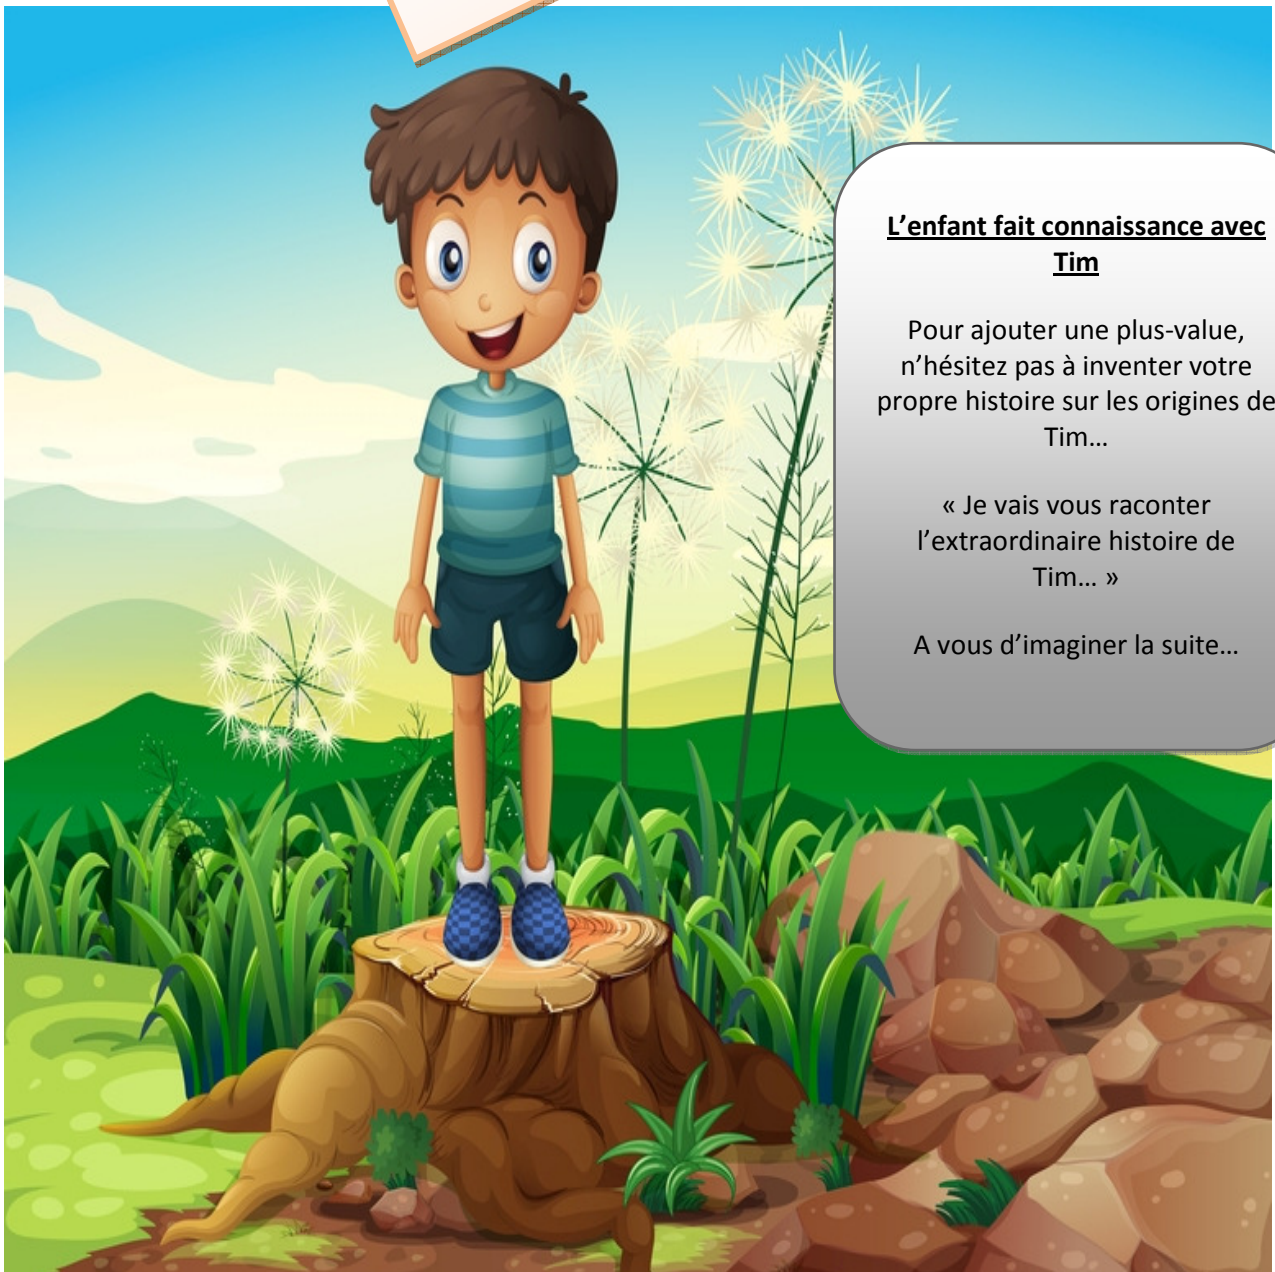 L’enfant fait connaissance avec
Tim
Pour ajouter une plus-value,
n’hésitez pas à inventer votre
propre histoire sur les origines de
Tim…
« Je vais vous raconter
l’extraordinaire histoire de
Tim… »
A vous d’imaginer la suite…